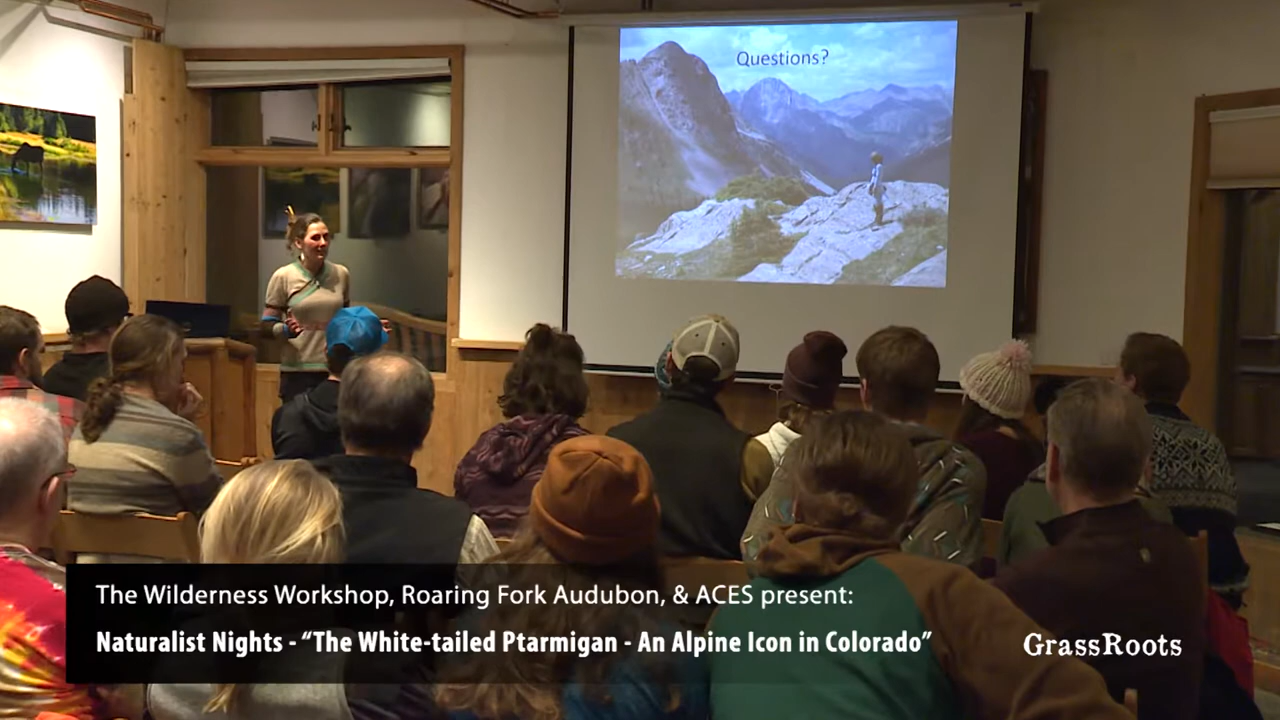 Questions?
The Wilderness Workshop, Roaring Fork Audubon, & ACES present:
Naturalist Nights - “The White-tailed Ptarmigan - An Alpine Icon in Colorado”
GrassRoots